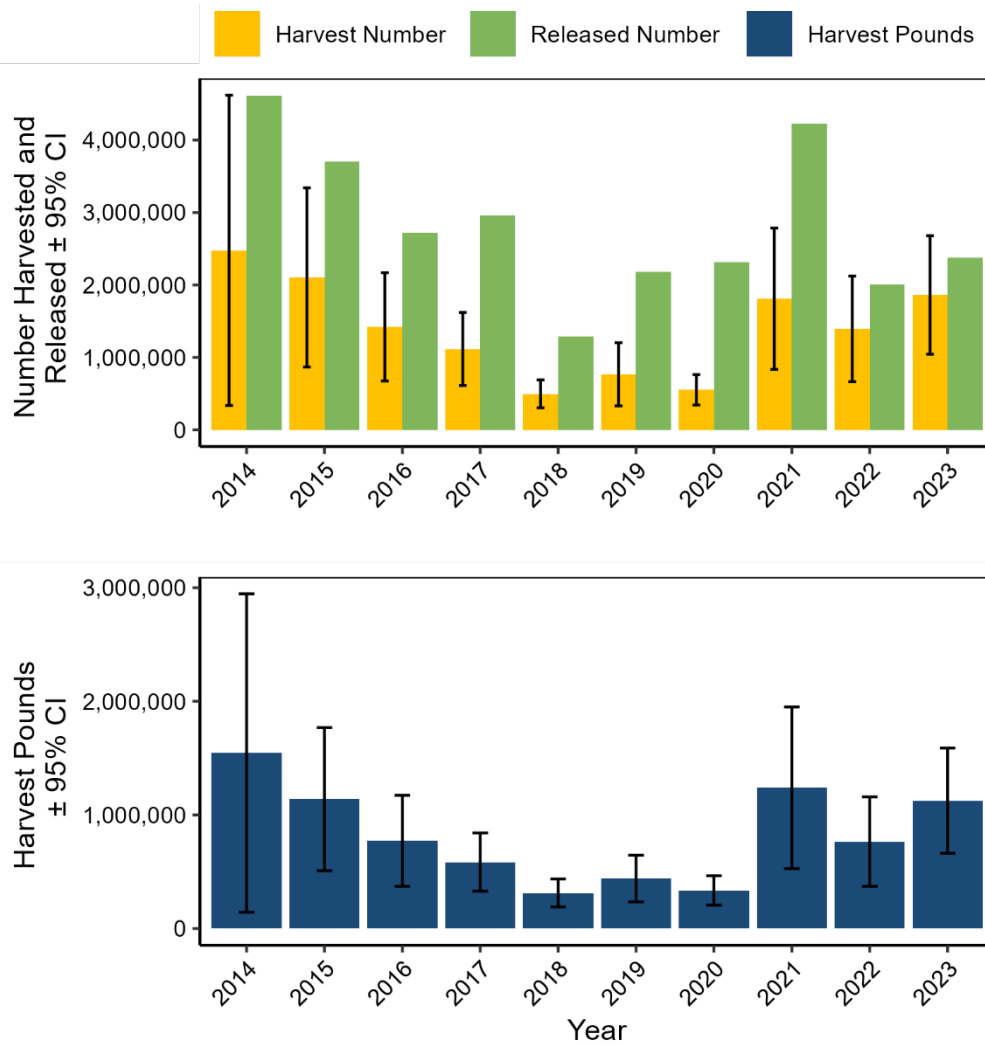 Harvest Number Released Number Harvest Pounds
Number Harvested and
Released ± 95% CI
4,000,000
3,000,000
2,000,000
1,000,000
0
2014 2015 2016 2017 2018 2019 2020 2021 2022 2023
Harvest Pounds
± 95% CI
3,000,000
2,000,000
1,000,000
0
2014 2015 2016 2017 2018 2019 2020 2021 2022 2023
Year